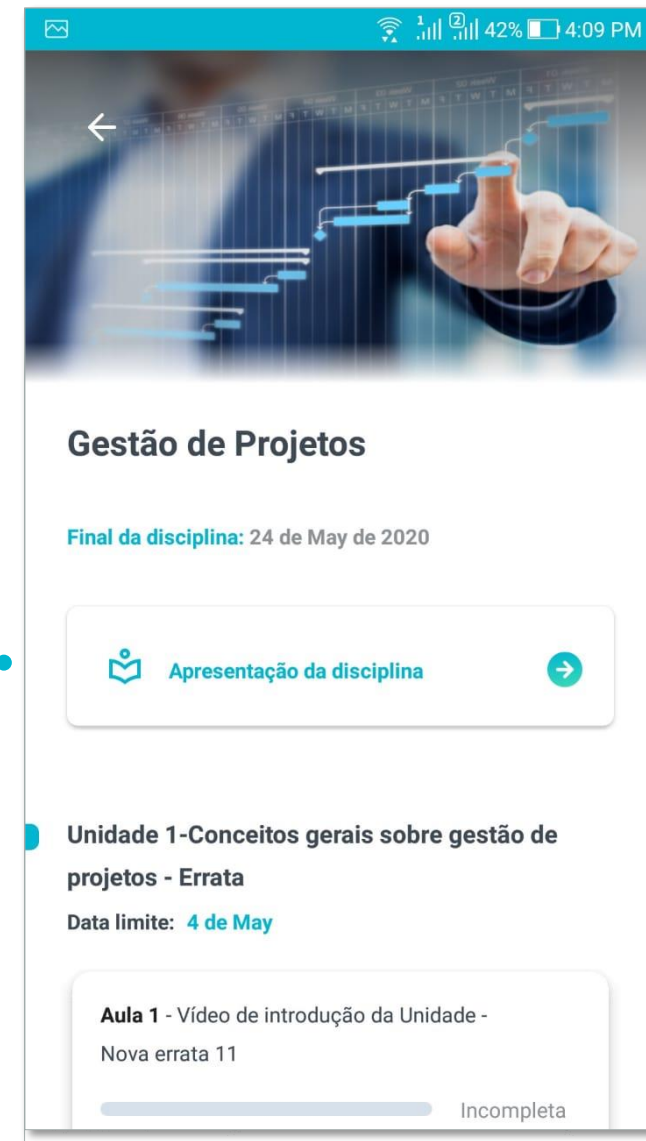 1 2 42% 4:09 PM
Gestão de Projetos
Final da disciplina: 24 de May de 2020
Apresentação da disciplina
Unidade 1-Conceitos gerais sobre gestão de
projetos - Errata
Data limite: 4 de May
Aula 1 - Vídeo de introdução da Unidade -
Nova errata 11
Incompleta